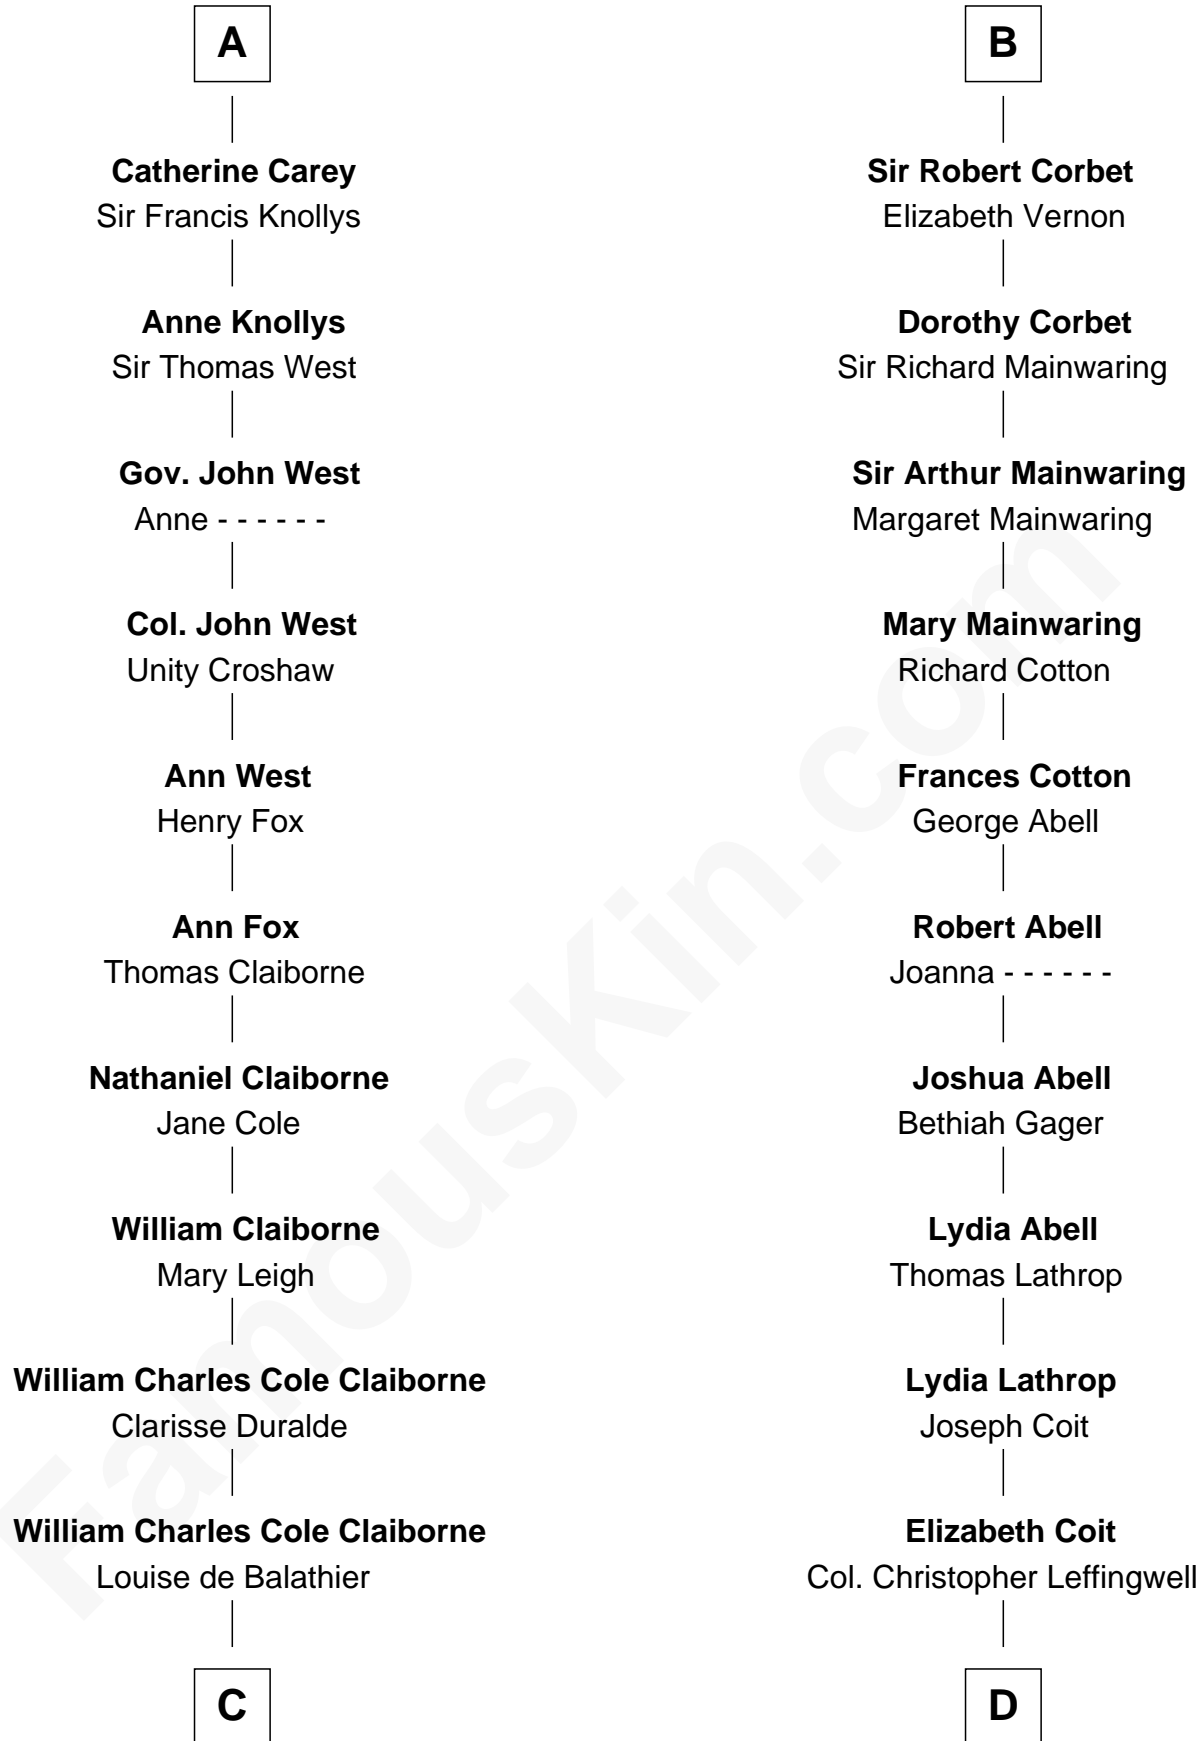 A
Catherine Carey
Sir Francis Knollys
Anne Knollys
Sir Thomas West
Gov. John West
Anne - - - - - -
Col. John West
Unity Croshaw
Ann West
Henry Fox
Ann Fox
Thomas Claiborne
Nathaniel Claiborne
Jane Cole
William Claiborne
Mary Leigh
William Charles Cole Claiborne
Clarisse Duralde
William Charles Cole Claiborne
Louise de Balathier
C
B
Sir Robert Corbet
Elizabeth Vernon
Dorothy Corbet
Sir Richard Mainwaring
Sir Arthur Mainwaring
Margaret Mainwaring
Mary Mainwaring
Richard Cotton
Frances Cotton
George Abell
Robert Abell
Joanna - - - - - -
Joshua Abell
Bethiah Gager
Lydia Abell
Thomas Lathrop
Lydia Lathrop
Joseph Coit
Elizabeth Coit
Col. Christopher Leffingwell
D
FamousKin.com